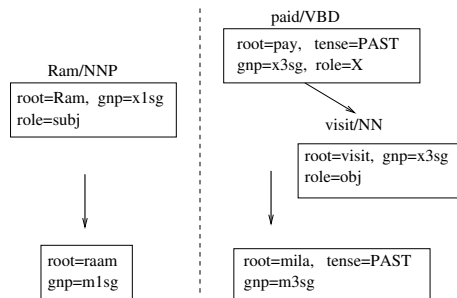 Ram/NNP
root=Ram, gnp=x1sg
role=subj
root=raam
gnp=m1sg
paid/VBD
root=pay, tense=PAST
gnp=x3sg, role=X
visit/NN
root=visit, gnp=x3sg
role=obj
root=mila, tense=PAST
gnp=m3sg